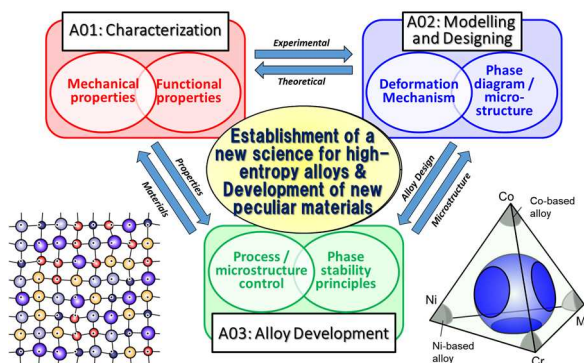 A01: Characterization
Mechanical
properties
Functional
properties
Experimental
Theoretical
A02: Modelling
and Designing
Deformation
Mechanism
Phase
diagram /
micro-
structure
Establishment of a
new science for high-
entropy alloys &
Development of new
peculiar materials
Properties
Materials
Alloy Design
Microstructure
Process /
microstructure
control
Phase
stability
principles
A03: Alloy Development
Co
Co-based
alloy
Ni
M
Ni-based
alloy
Cr